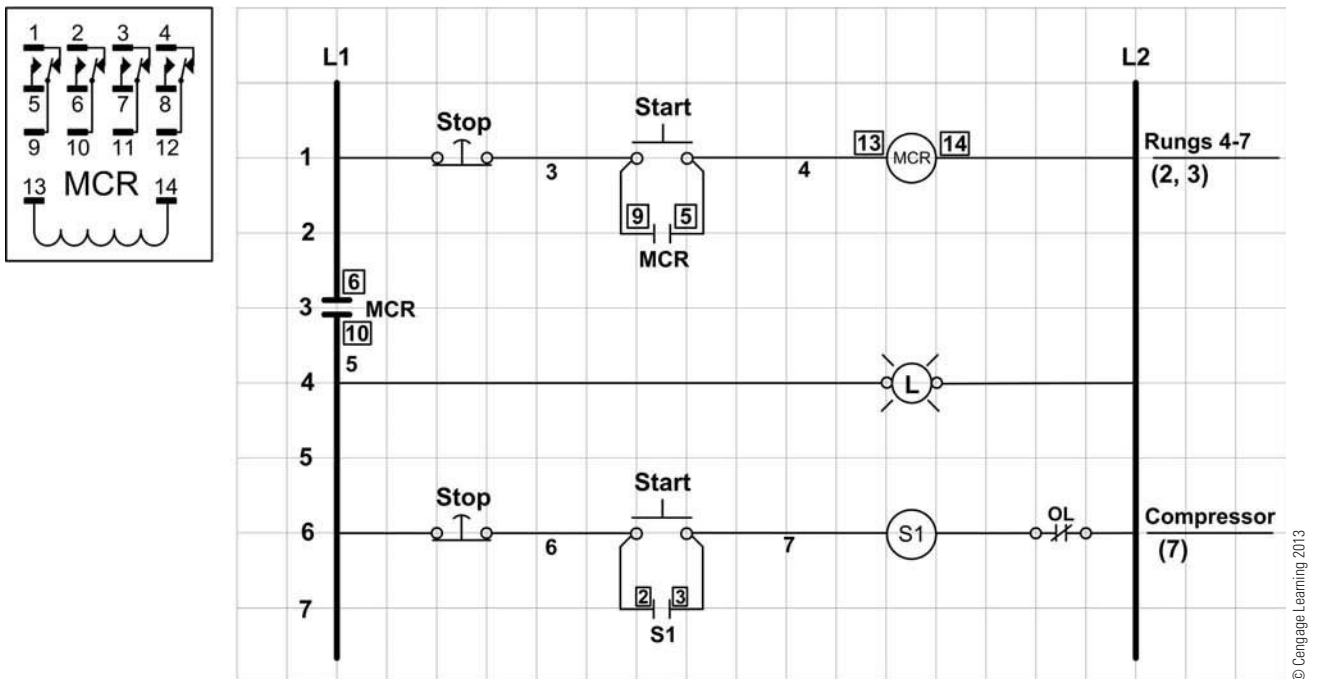 1 2 3 4
5 6 7 8
9 10 11 12
13 MCR 14
L1 L2
Stop Start
1 3 4 13 MCR 14 Rungs 4-7
(2, 3)
2 9 5
MCR
6
3 MCR
10
5
4 L
5
Stop Start
6 6 7 S1 OL Compressor
(7)
7 2 3
S1
© Cengage Learning 2013